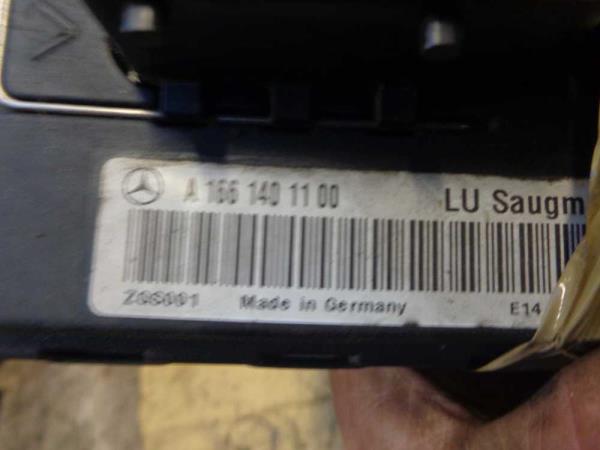 A 166 140 11 00 LU Saugm
ZGS001 Made in Germany E14